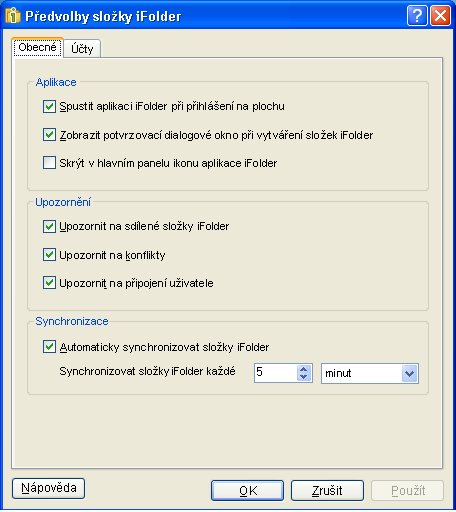 Předvolby složky iFolder
Obecné
Účty
Aplikace
Spustit aplikaci iFolder při přihlášení na plochu
Zobrazit potvrzovací dialogové okno při vytváření složek iFolder
Skrýt v hlavním panelu ikonu aplikace iFolder
Upozornění
Upozornit na sdílené složky iFolder
Upozornit na konflikty
Upozornit na připojení uživatele
Synchronizace
Automaticky synchronizovat složky iFolder
Synchronizovat složky iFolder každé 5 minut
Nápověda
OK
Zrušit
Použít